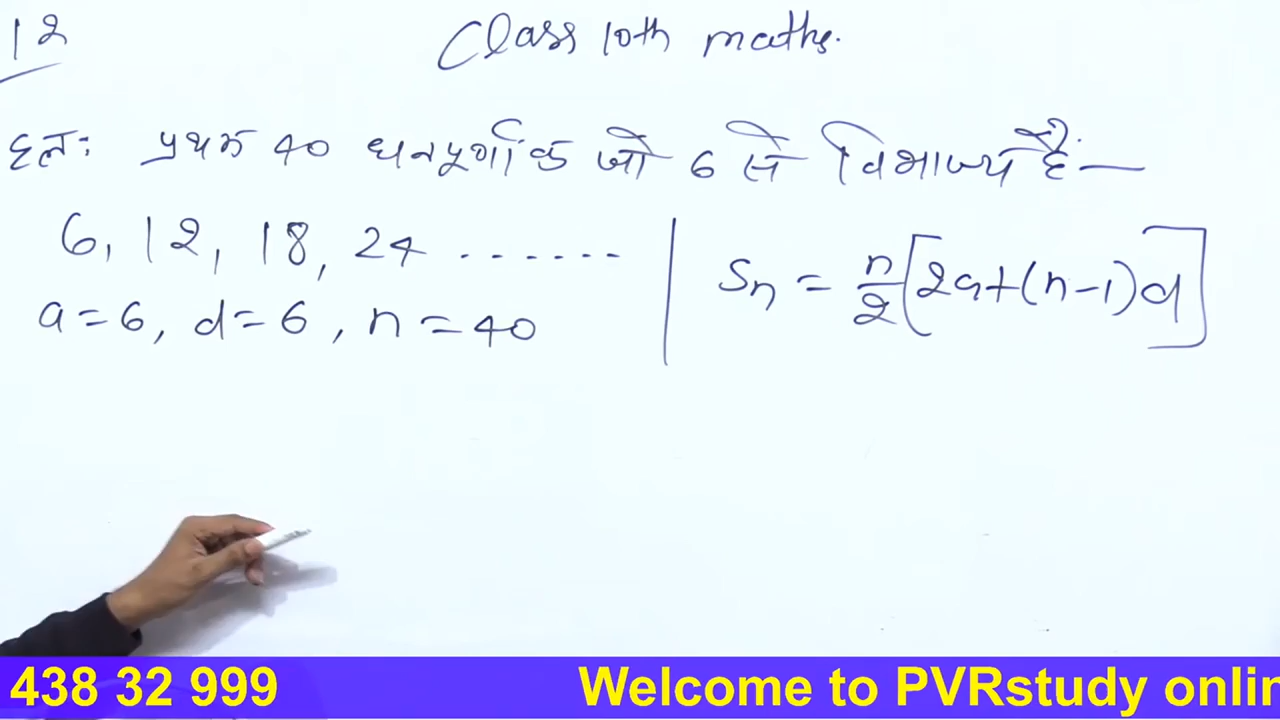 12
Class 10th maths.
हलः प्रथम 40 धनपूर्णांक जो 6 से विभाज्य हैं—
6, 12, 18, 24 .......
a=6, d=6, n=40
Sn = n/2[2a+(n-1)d]
438 32 999
Welcome to PVRstudy onlin